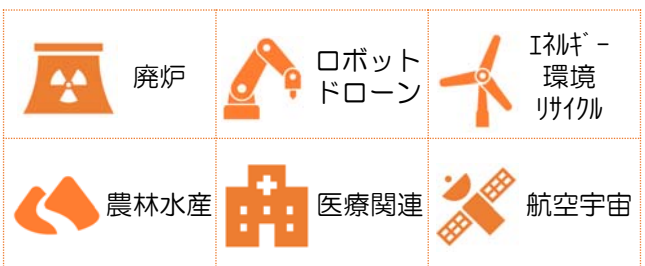 廃炉
ロボット
ドローン
ｴﾈﾙｷﾞｰ
環境
ﾘｻｲｸﾙ
農林水産
医療関連
航空宇宙